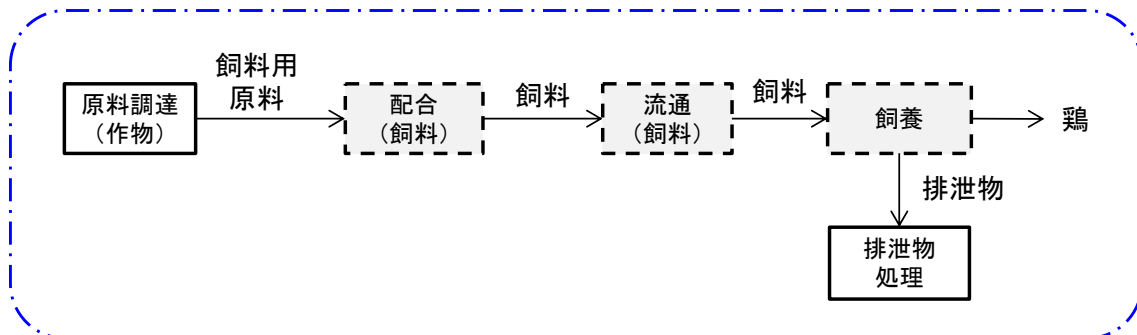 原料調達
（作物）
飼料用
原料
配合
（飼料）
飼料
流通
（飼料）
飼料
飼養
鶏
排泄物
排泄物
処理